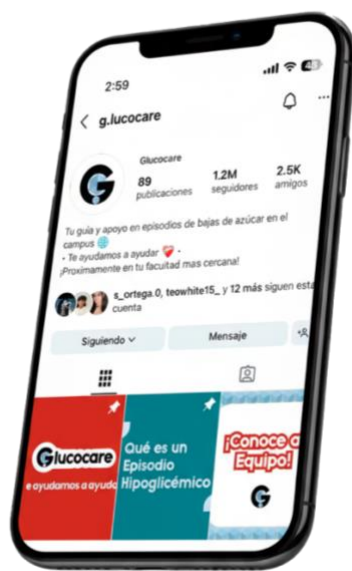 2:59
g.lucocare
Glucocare
89
publicaciones
1.2M
seguidores
2.5K
amigos
Tu guía y apoyo en episodios de bajas de azúcar en el
campus
- Te ayudamos a ayudar -
¡Proximamente en tu facultad mas cercana!
s_ortega.0, teowhite15_ y 12 más siguen esta
cuenta
Siguiendo
Mensaje
Glucocare
e ayudamos a ayuda
Qué es un
Episodio
Hipoglicémico
¡Conoce a
Equipo!
G